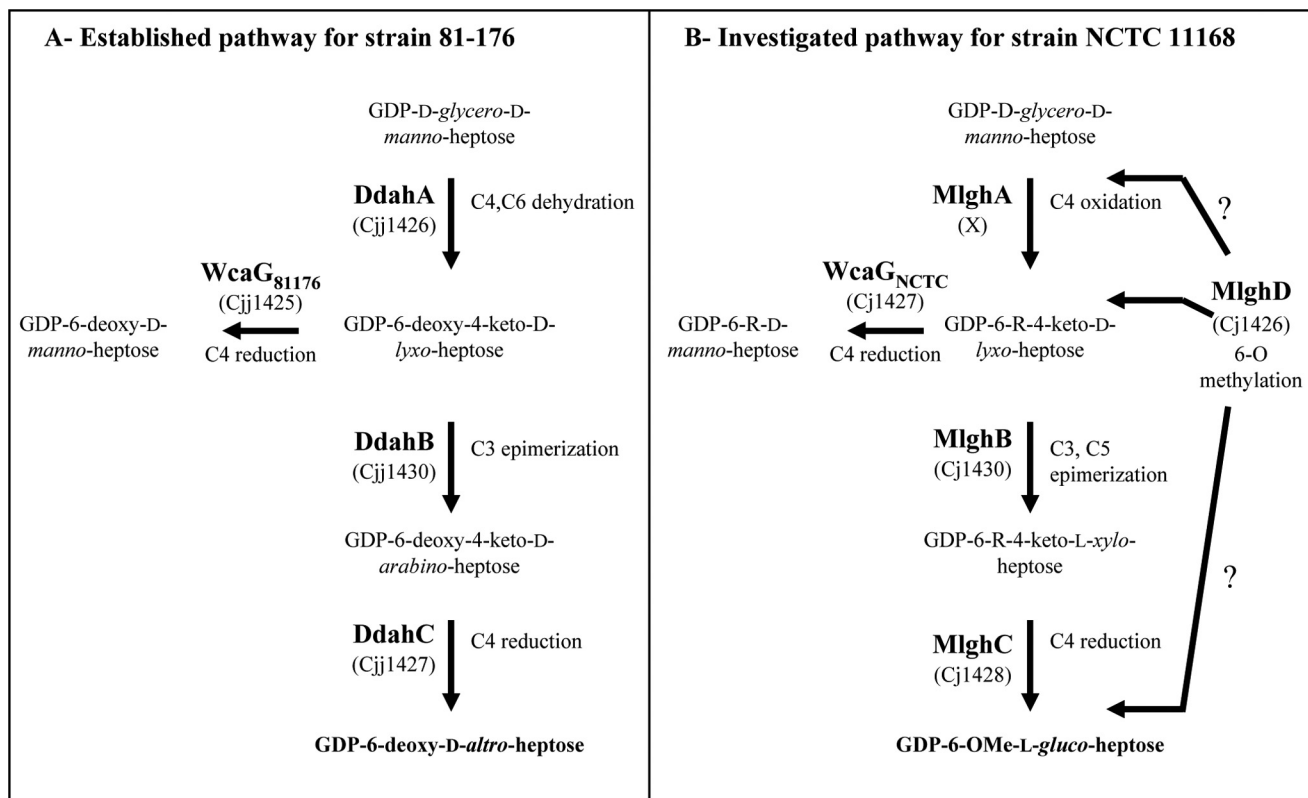 A- Established pathway for strain 81-176
GDP-D-glycero-D-
manno-heptose
DdahA
(Cjj1426)
C4,C6 dehydration
WcaG81176
(Cjj1425)
C4 reduction
GDP-6-deoxy-D-
manno-heptose
GDP-6-deoxy-4-keto-D-
lyxo-heptose
DdahB
(Cjj1430)
C3 epimerization
GDP-6-deoxy-4-keto-D-
arabino-heptose
DdahC
(Cjj1427)
C4 reduction
GDP-6-deoxy-D-altro-heptose
B- Investigated pathway for strain NCTC 11168
GDP-D-glycero-D-
manno-heptose
MlghA
(X)
C4 oxidation
?
WcaGNCTC
(Cj1427)
C4 reduction
GDP-6-R-D-
manno-heptose
GDP-6-R-4-keto-D-
lyxo-heptose
MlghD
(Cj1426)
6-O
methylation
MlghB
(Cj1430)
C3, C5
epimerization
GDP-6-R-4-keto-L-xylo-
heptose
?
MlghC
(Cj1428)
C4 reduction
GDP-6-OMe-L-gluco-heptose